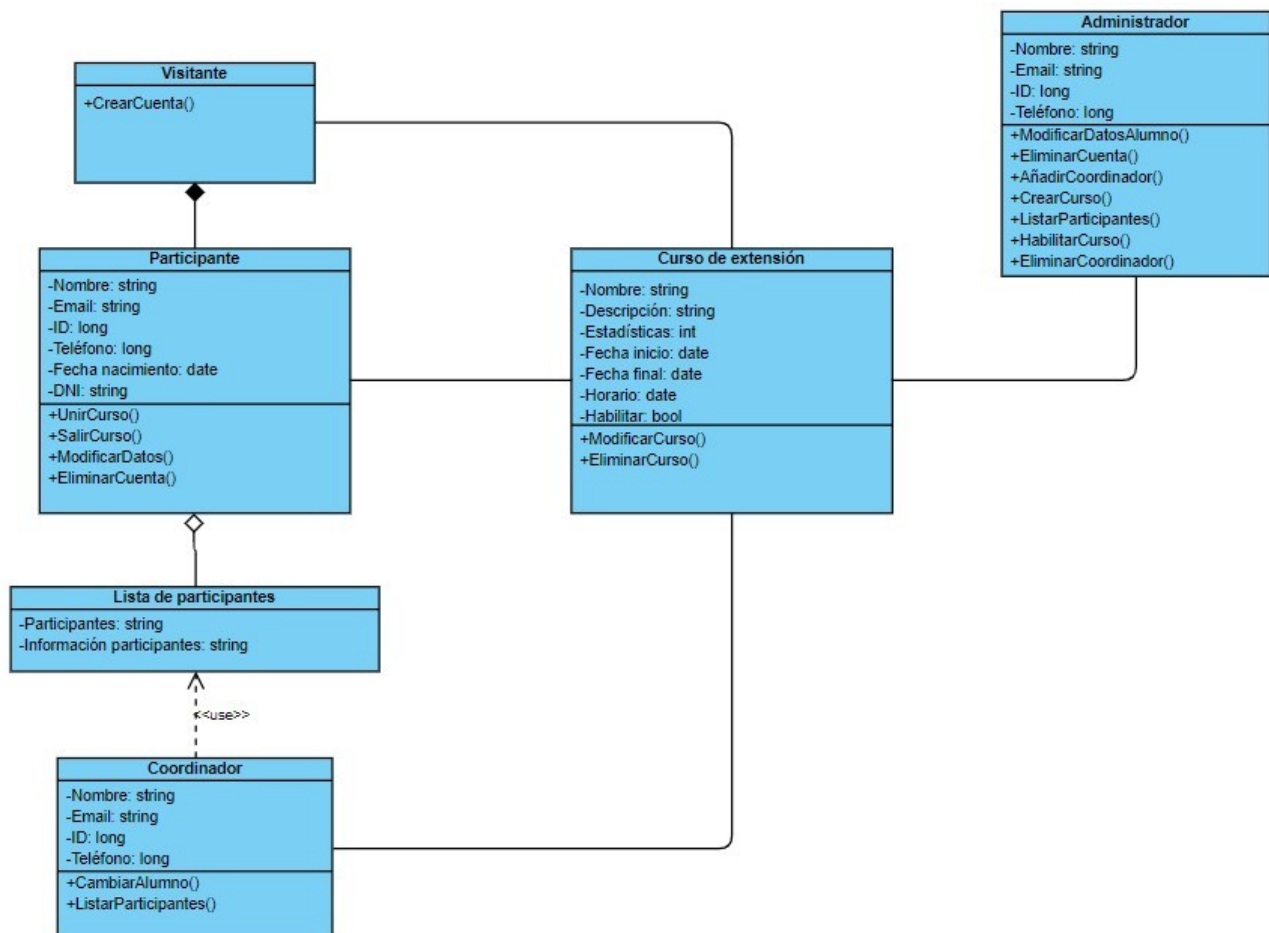 Administrador
-Nombre: string
-Email: string
-ID: long
-Teléfono: long
+ModificarDatosAlumno()
+EliminarCuenta()
+AñadirCoordinador()
+CrearCurso()
+ListarParticipantes()
+HabilitarCurso()
+EliminarCoordinador()
Visitante
+CrearCuenta()
Participante
-Nombre: string
-Email: string
-ID: long
-Teléfono: long
-Fecha nacimiento: date
-DNI: string
+UnirCurso()
+SalirCurso()
+ModificarDatos()
+EliminarCuenta()
Curso de extensión
-Nombre: string
-Descripción: string
-Estadísticas: int
-Fecha inicio: date
-Fecha final: date
-Horario: date
-Habilitar: bool
+ModificarCurso()
+EliminarCurso()
Lista de participantes
-Participantes: string
-Información participantes: string
<<use>>
Coordinador
-Nombre: string
-Email: string
-ID: long
-Teléfono: long
+CambiarAlumno()
+ListarParticipantes()